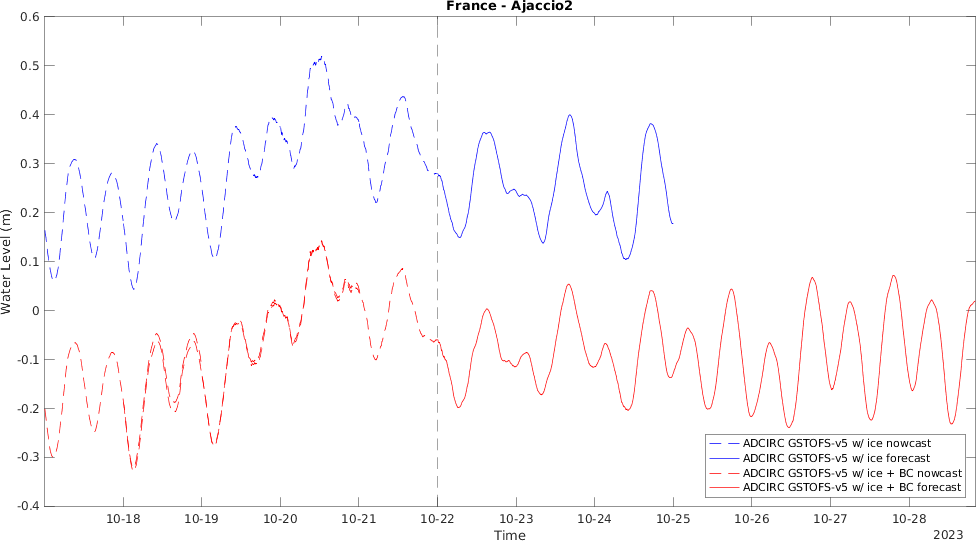 France - Ajaccio2
Water Level (m)
0.6
0.5
0.4
0.3
0.2
0.1
0
-0.1
-0.2
-0.3
-0.4
ADCIRC GSTOFS-v5 w/ ice nowcast
ADCIRC GSTOFS-v5 w/ ice forecast
ADCIRC GSTOFS-v5 w/ ice + BC nowcast
ADCIRC GSTOFS-v5 w/ ice + BC forecast
10-18 10-19 10-20 10-21 10-22 10-23 10-24 10-25 10-26 10-27 10-28
Time
2023